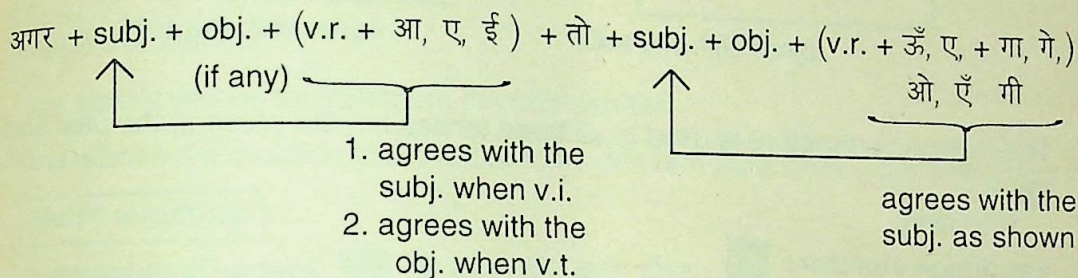 अगर + subj. + obj. + (v.r. + आ, ए, ई ) + तो + subj. + obj. + (v.r. + ऊँ, ए, + गा, गे,)
(if any)
ओ, एँ गी
1. agrees with the
subj. when v.i.
2. agrees with the
obj. when v.t.
agrees with the
subj. as shown